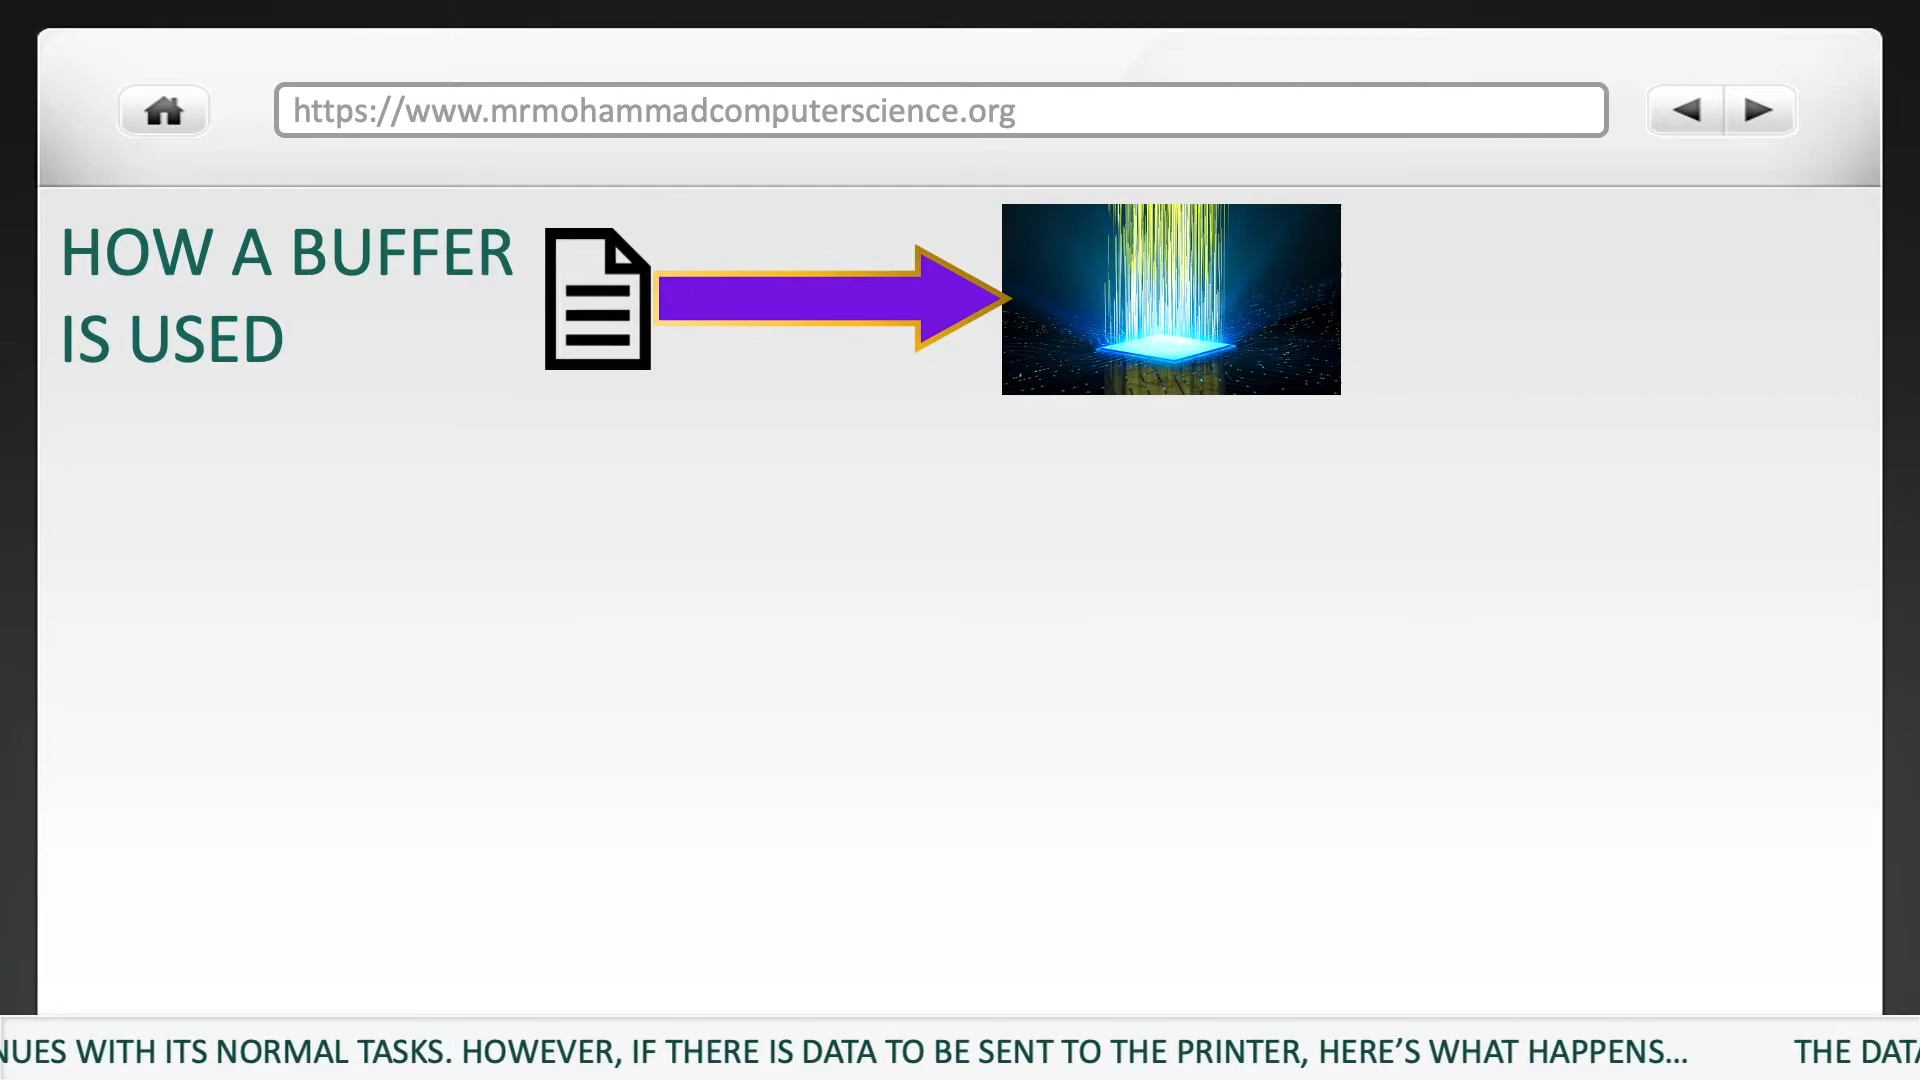 https://www.mrmohammadcomputerscience.org
HOW A BUFFER
IS USED
WITH ITS NORMAL TASKS. HOWEVER, IF THERE IS DATA TO BE SENT TO THE PRINTER, HERE’S WHAT HAPPENS... THE